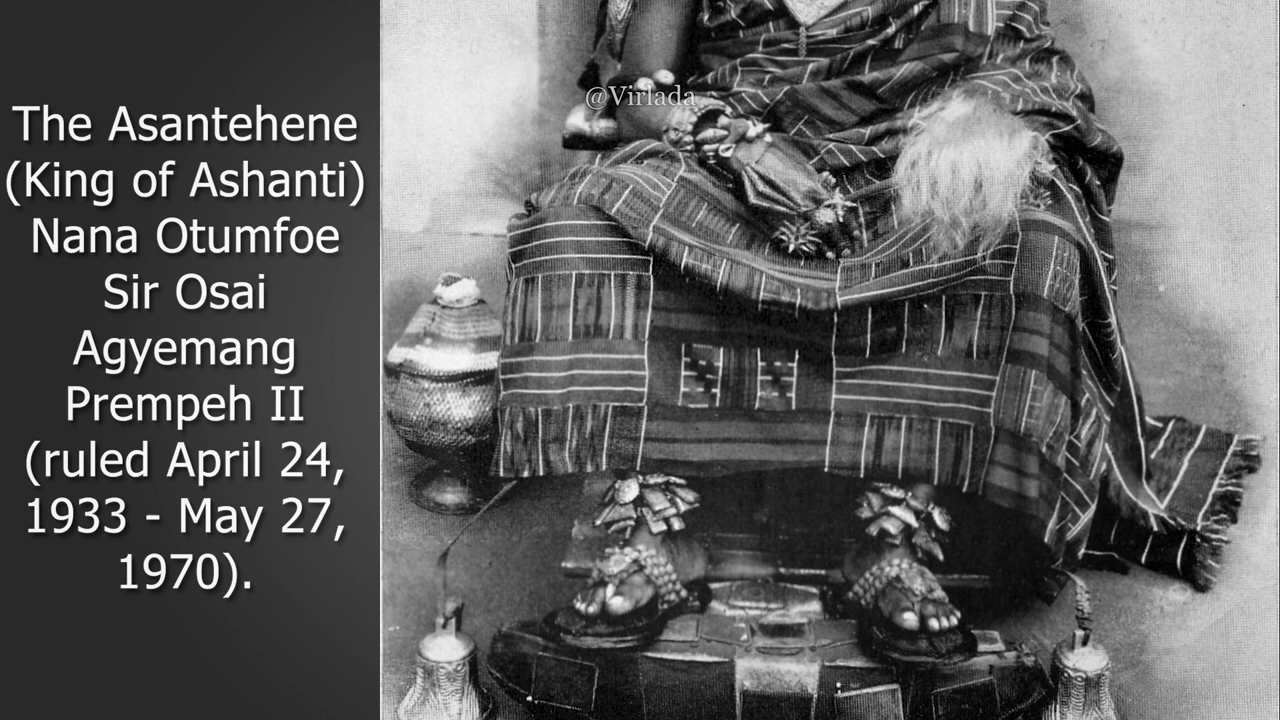 The Asantehene
(King of Ashanti)
Nana Otumfoe
Sir Osai
Agyemang
Prempeh II
(ruled April 24,
1933 - May 27,
1970).
@Virlada